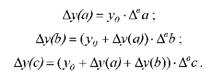 Δy(a) = y₀ · Δᵉa ;
Δy(b) = (y₀ + Δy(a)) · Δᵉb ;
Δy(c) = (y₀ + Δy(a) + Δy(b)) · Δᵉc .